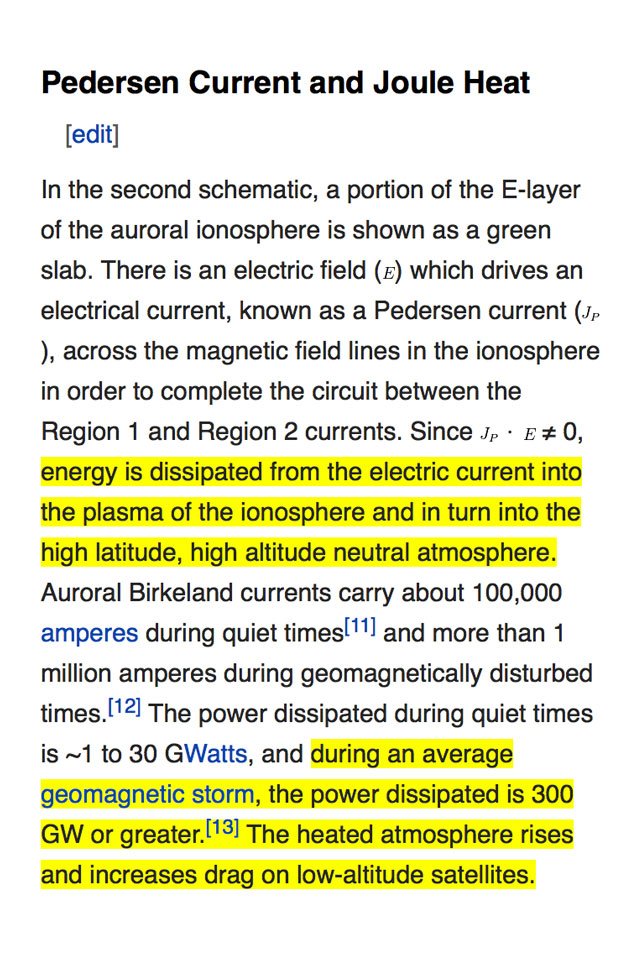 Pedersen Current and Joule Heat
[edit]
In the second schematic, a portion of the E-layer
of the auroral ionosphere is shown as a green
slab. There is an electric field (E) which drives an
electrical current, known as a Pedersen current (J_P
), across the magnetic field lines in the ionosphere
in order to complete the circuit between the
Region 1 and Region 2 currents. Since J_P · E ≠ 0,
energy is dissipated from the electric current into
the plasma of the ionosphere and in turn into the
high latitude, high altitude neutral atmosphere.
Auroral Birkeland currents carry about 100,000
amperes during quiet times[11] and more than 1
million amperes during geomagnetically disturbed
times.[12] The power dissipated during quiet times
is ~1 to 30 GWatts, and during an average
geomagnetic storm, the power dissipated is 300
GW or greater.[13] The heated atmosphere rises
and increases drag on low-altitude satellites.